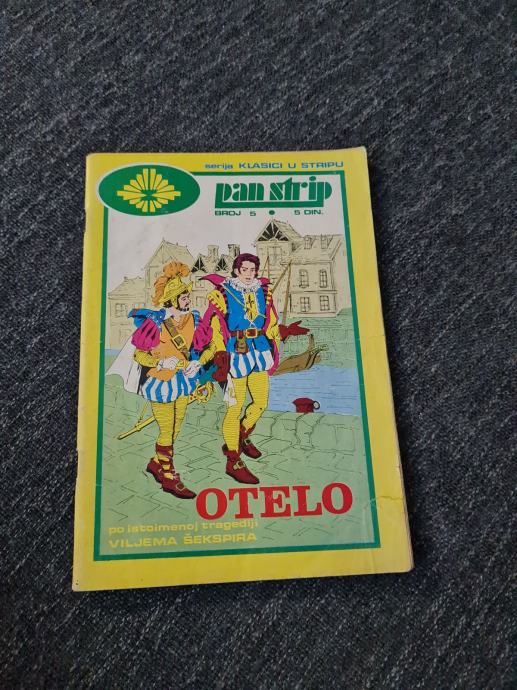 serija KLASICI U STRIPU
pan strip
BROJ 5 • 5 DIN.
OTELO
po istoimenoj tragediji
VILJEMA ŠEKSPIRA